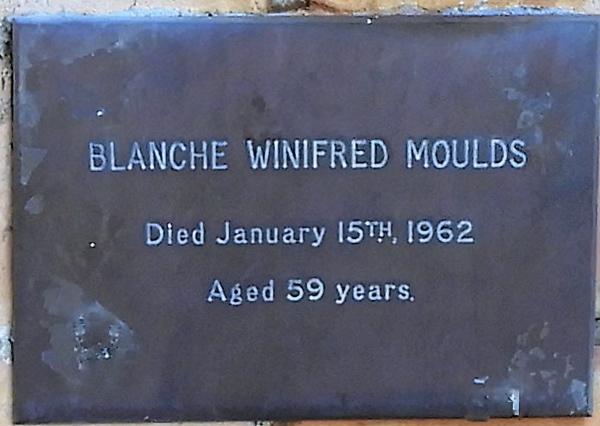 BLANCHE WINIFRED MOULDS
Died January 15TH, 1962
Aged 59 years.